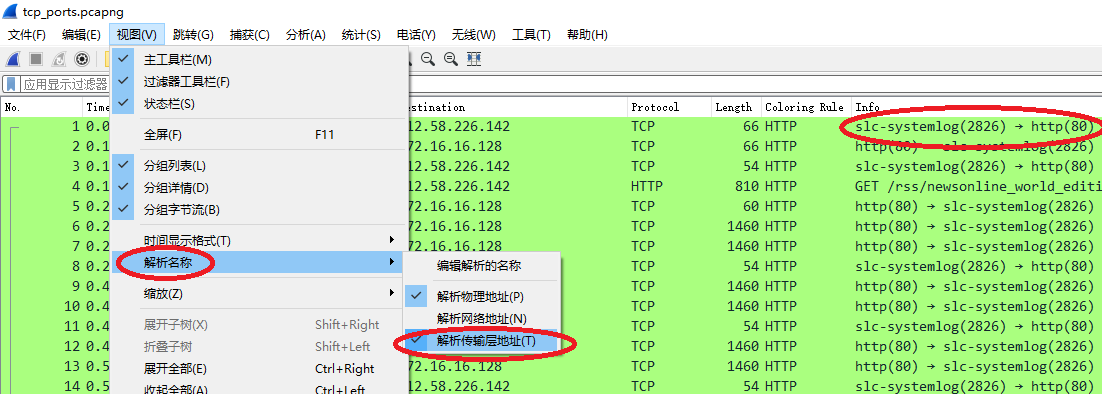 tcp_ports.pcapng
文件(F) 编辑(E) 视图(V) 跳转(G) 捕获(C) 分析(A) 统计(S) 电话(Y) 无线(W) 工具(T) 帮助(H)
应用显示过滤器
主工具栏(M)
过滤器工具栏(F)
状态栏(S)
全屏(F) F11
分组列表(L)
分组详情(D)
分组字节流(B)
时间显示格式(T)
解析名称
缩放(Z)
展开子树(X) Shift+Right
折叠子树 Shift+Left
展开全部(E) Ctrl+Right
收起全部(A) Ctrl+Left
编辑解析的名称
解析物理地址(P)
解析网络地址(N)
解析传输层地址(T)
No. Time estination Protocol Length Coloring Rule Info
1 0.0 12.58.226.142 TCP 66 HTTP slc-systemlog(2826) → http(80)
2 0.1 72.16.16.128 TCP 66 HTTP http(80) → slc-systemlog(2826)
3 0.1 12.58.226.142 TCP 54 HTTP slc-systemlog(2826) → http(80)
4 0.1 12.58.226.142 HTTP 810 HTTP GET /rss/newsonline_world_editi
5 0.2 72.16.16.128 TCP 60 HTTP http(80) → slc-systemlog(2826)
6 0.2 72.16.16.128 TCP 1460 HTTP http(80) → slc-systemlog(2826)
7 0.2 72.16.16.128 TCP 1460 HTTP http(80) → slc-systemlog(2826)
8 0.2 12.58.226.142 TCP 54 HTTP slc-systemlog(2826) → http(80)
9 0.4 TCP 1460 HTTP http(80) → slc-systemlog(2826)
10 0.4 TCP 1460 HTTP http(80) → slc-systemlog(2826)
11 0.4 TCP 54 HTTP slc-systemlog(2826) → http(80)
12 0.4 TCP 1460 HTTP http(80) → slc-systemlog(2826)
13 0.5 72.16.16.128 TCP 1460 HTTP http(80) → slc-systemlog(2826)
14 0.5 12.58.226.142 TCP 54 HTTP slc-systemlog(2826) → http(80)